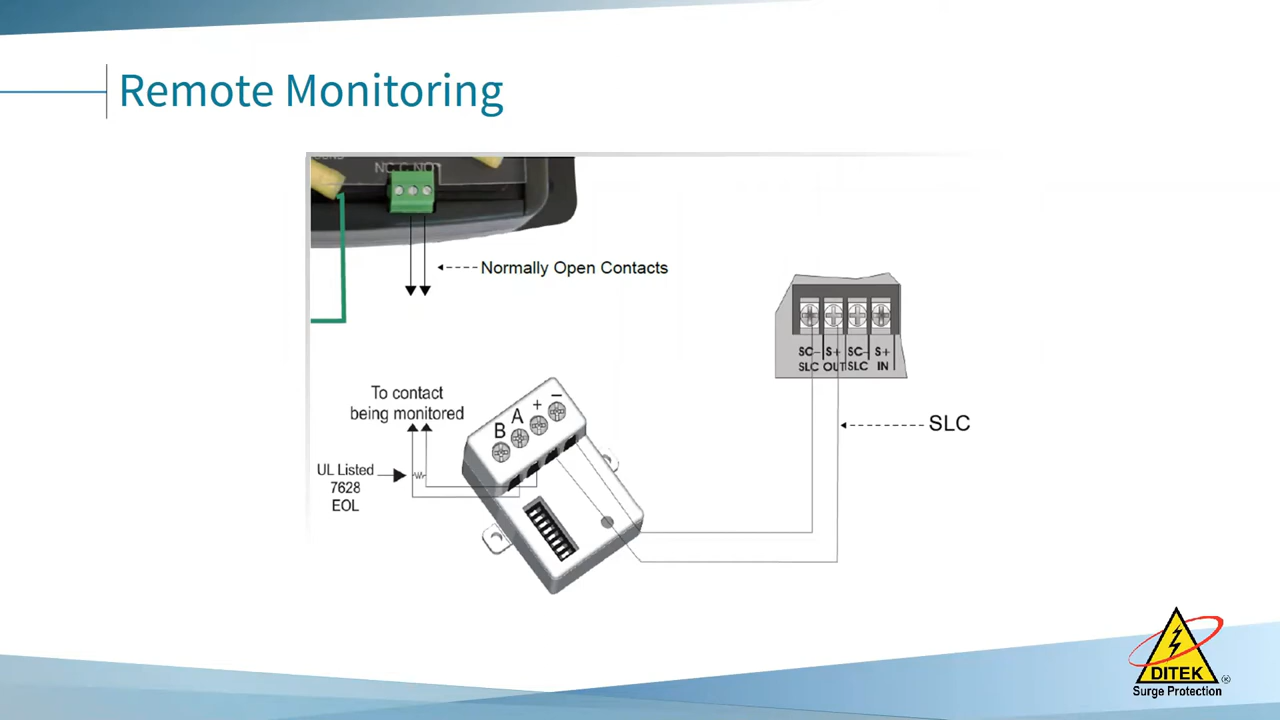 Remote Monitoring
NC C NO
Normally Open Contacts
SC- S+ SC- S+
SLC OUT SLC IN
To contact
being monitored
B A + −
UL Listed
7628
EOL
SLC
DITEK
®
Surge Protection